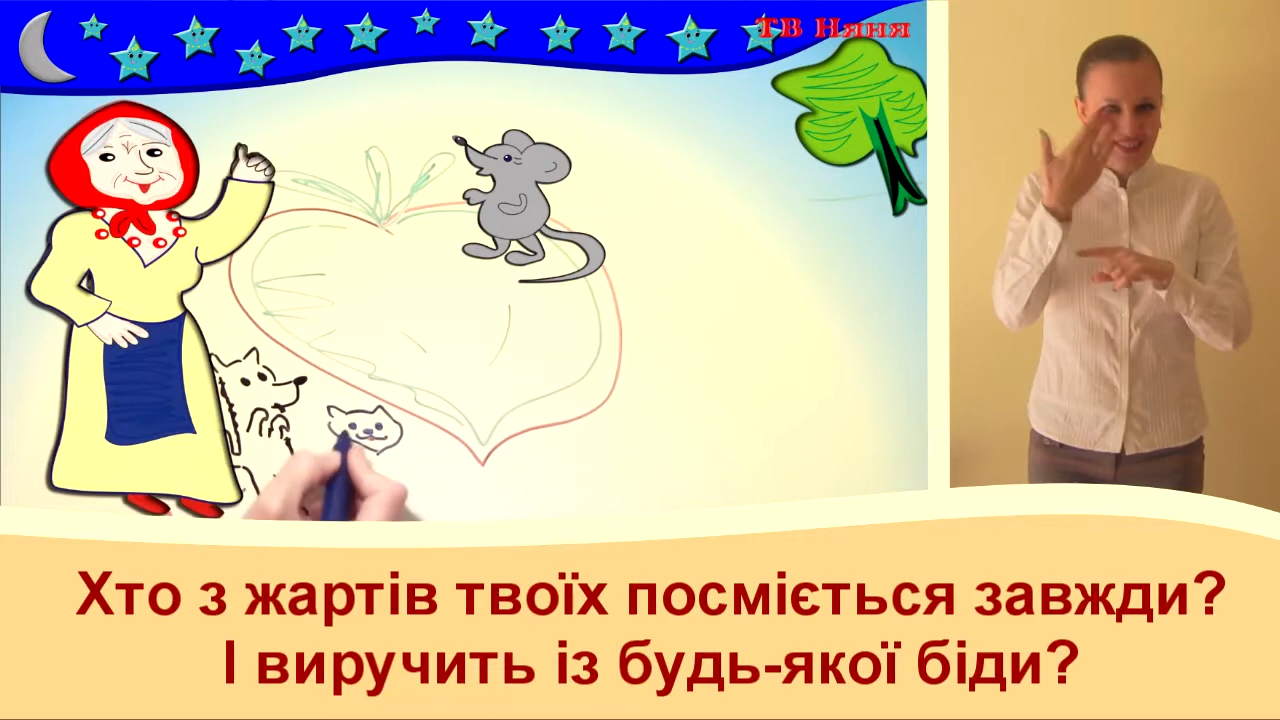 ТВ Няня
Хто з жартів твоїх посміється завжди?
І виручить із будь-якої біди?